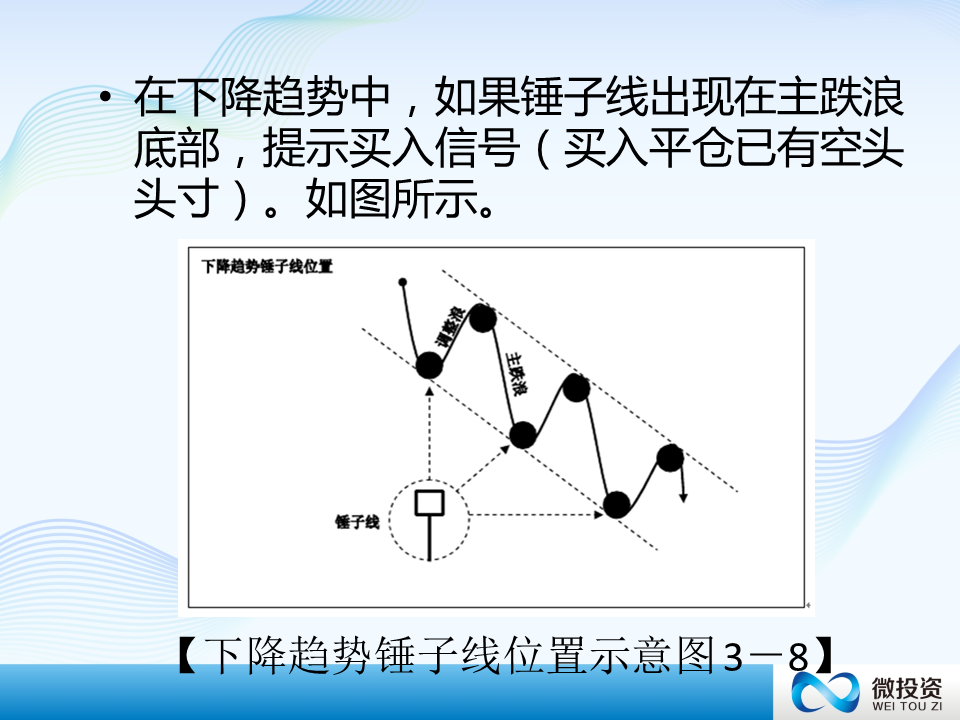 • 在下降趋势中，如果锤子线出现在主跌浪
底部，提示买入信号（买入平仓已有空头
头寸）。如图所示。
下降趋势锤子线位置
调整浪
主跌浪
锤子线
【下降趋势锤子线位置示意图3－8】
微投资
WEI TOU ZI